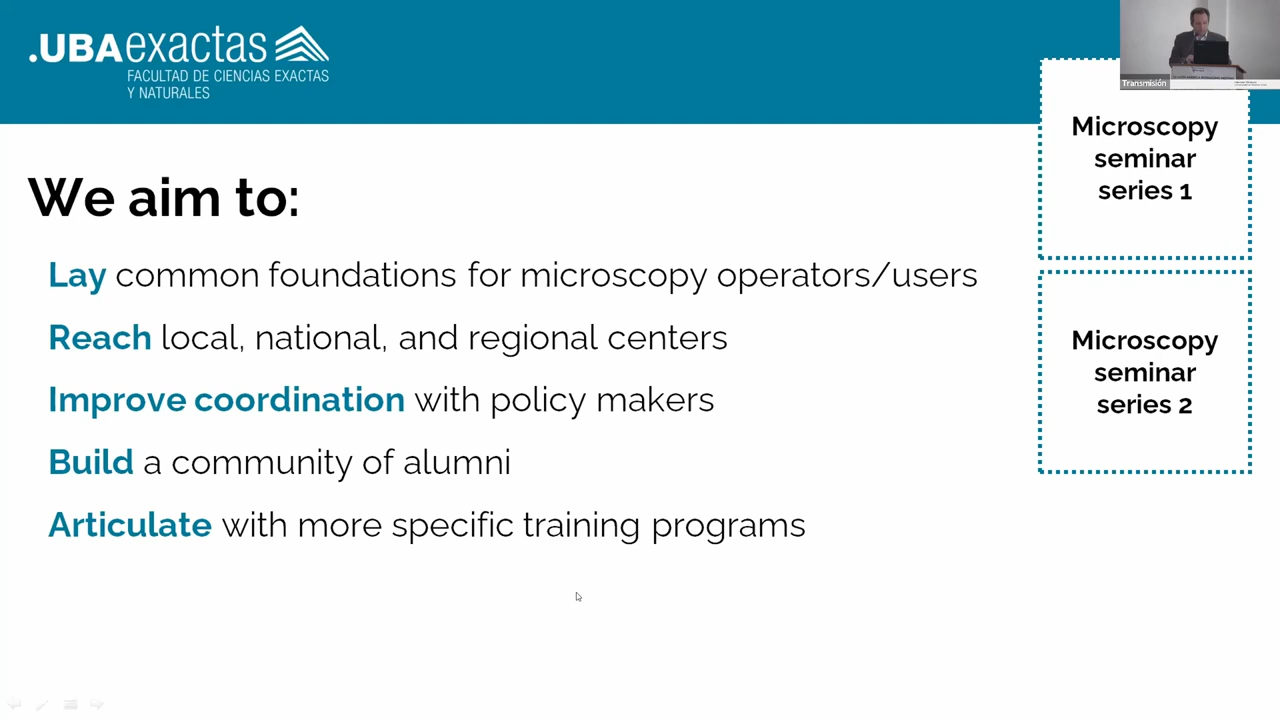 .UBAexactas
FACULTAD DE CIENCIAS EXACTAS
Y NATURALES
Transmisión
We aim to:
Lay common foundations for microscopy operators/users
Reach local, national, and regional centers
Improve coordination with policy makers
Build a community of alumni
Articulate with more specific training programs
Microscopy
seminar
series 1
Microscopy
seminar
series 2